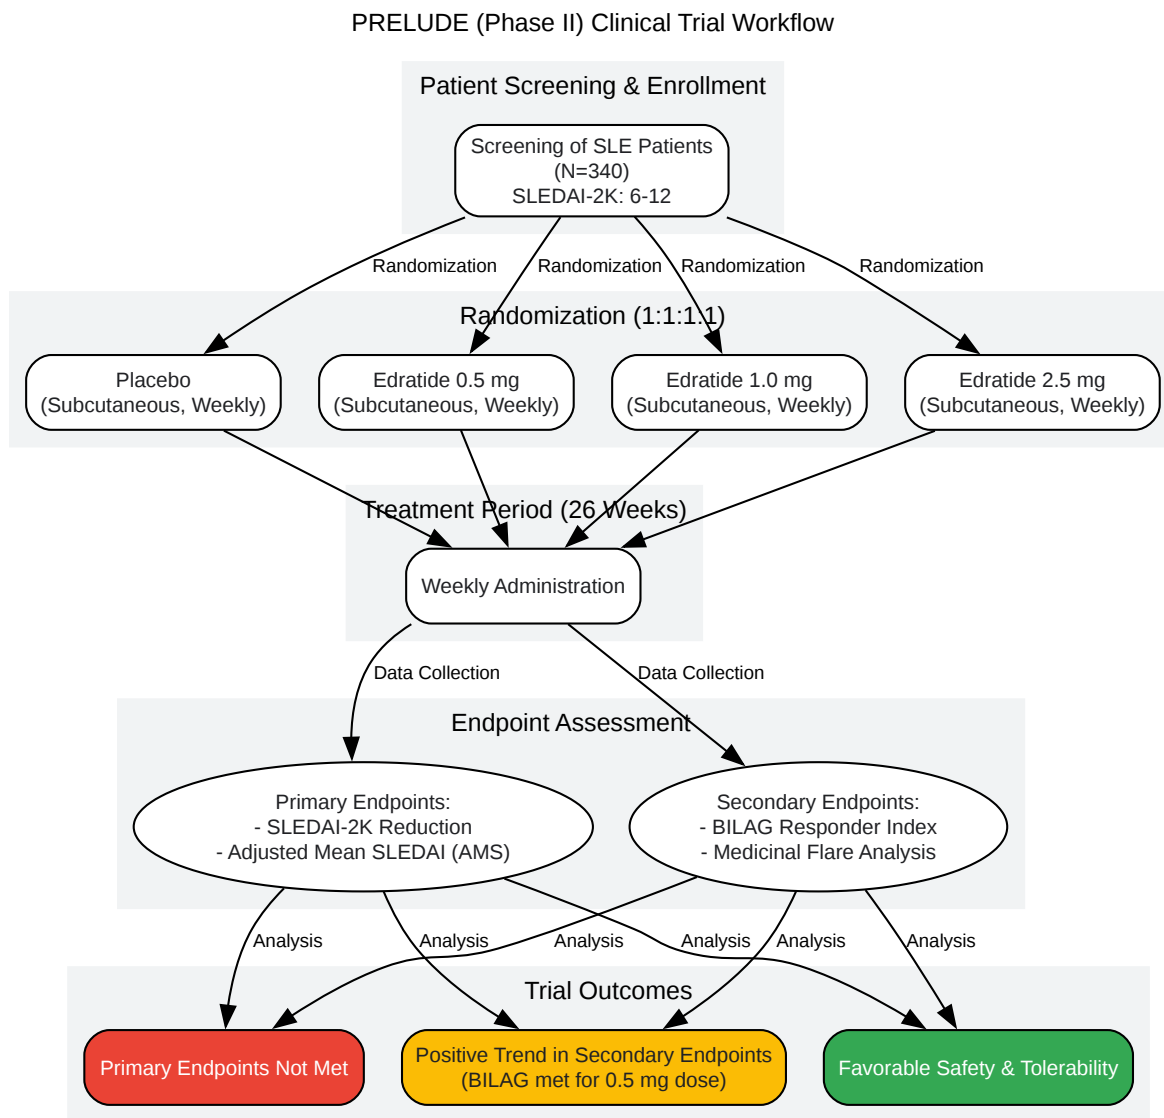 PRELUDE (Phase II) Clinical Trial Workflow
Patient Screening & Enrollment
Screening of SLE Patients
(N=340)
SLEDAI-2K: 6-12
Randomization
Randomization
Randomization
Randomization
Randomization (1:1:1:1)
Placebo
(Subcutaneous, Weekly)
Edratide 0.5 mg
(Subcutaneous, Weekly)
Edratide 1.0 mg
(Subcutaneous, Weekly)
Edratide 2.5 mg
(Subcutaneous, Weekly)
Treatment Period (26 Weeks)
Weekly Administration
Data Collection
Data Collection
Endpoint Assessment
Primary Endpoints:
- SLEDAI-2K Reduction
- Adjusted Mean SLEDAI (AMS)
Secondary Endpoints:
- BILAG Responder Index
- Medicinal Flare Analysis
Analysis
Analysis
Analysis
Analysis
Analysis
Analysis
Trial Outcomes
Primary Endpoints Not Met
Positive Trend in Secondary Endpoints
(BILAG met for 0.5 mg dose)
Favorable Safety & Tolerability